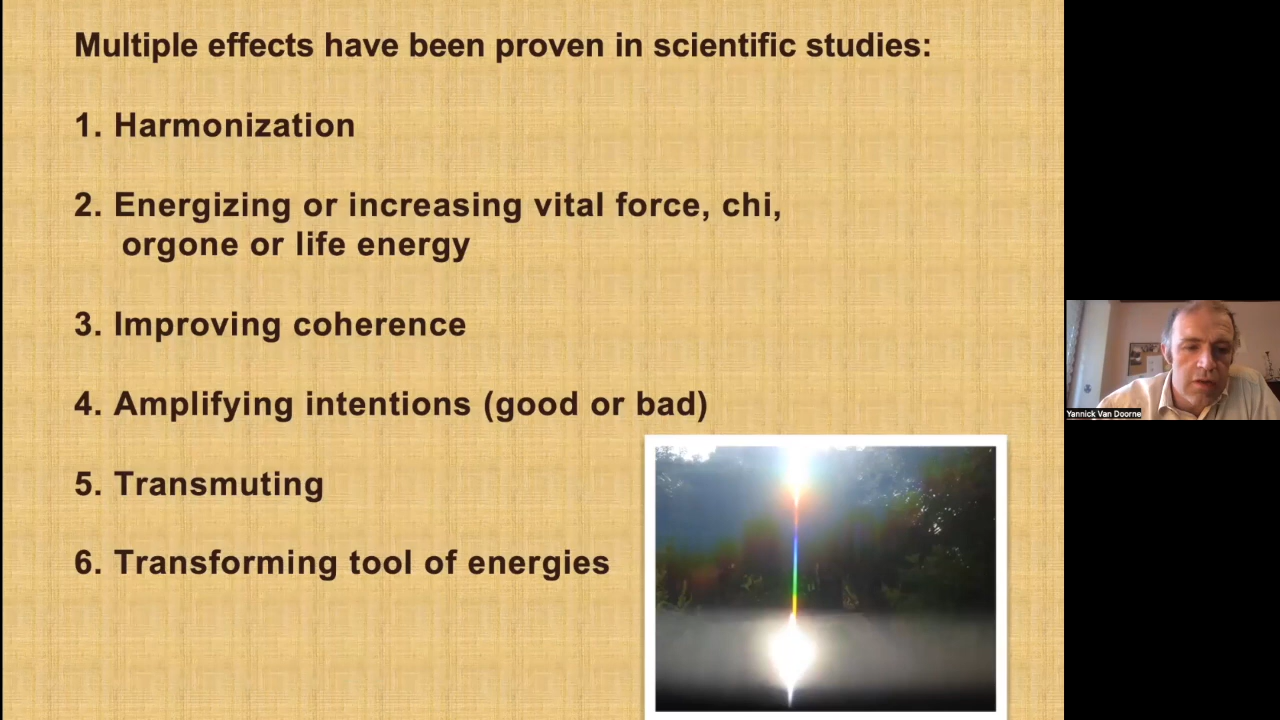 Multiple effects have been proven in scientific studies:
1. Harmonization
2. Energizing or increasing vital force, chi,
orgone or life energy
3. Improving coherence
4. Amplifying intentions (good or bad)
5. Transmuting
6. Transforming tool of energies
Yannick Van Doorne